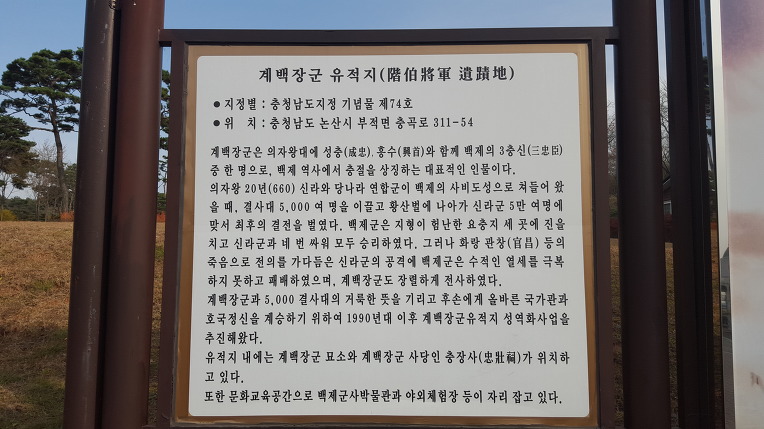 계백장군 유적지(階伯將軍 遺蹟地)
● 지정별 : 충청남도지정 기념물 제74호
● 위 치 : 충청남도 논산시 부적면 충곡로 311-54
계백장군은 의자왕대에 성충(成忠), 흥수(興首)와 함께 백제의 3충신(三忠臣)
중 한 명으로, 백제 역사에서 충절을 상징하는 대표적인 인물이다.
의자왕 20년(660) 신라와 당나라 연합군이 백제의 사비도성으로 쳐들어 왔
을 때, 결사대 5,000 여 명을 이끌고 황산벌에 나아가 신라군 5만 여명에
맞서 최후의 결전을 벌였다. 백제군은 지형이 험난한 요충지 세 곳에 진을
치고 신라군과 네 번 싸워 모두 승리하였다. 그러나 화랑 관창(官昌) 등의
죽음으로 전의를 가다듬은 신라군의 공격에 백제군은 수적인 열세를 극복
하지 못하고 패배하였으며, 계백장군도 장렬하게 전사하였다.
계백장군과 5,000 결사대의 거룩한 뜻을 기리고 후손에게 올바른 국가관과
호국정신을 계승하기 위하여 1990년대 이후 계백장군유적지 성역화사업을
추진해왔다.
유적지 내에는 계백장군 묘소와 계백장군 사당인 충장사(忠壯祠)가 위치하
고 있다.
또한 문화교육공간으로 백제군사박물관과 야외체험장 등이 자리 잡고 있다.